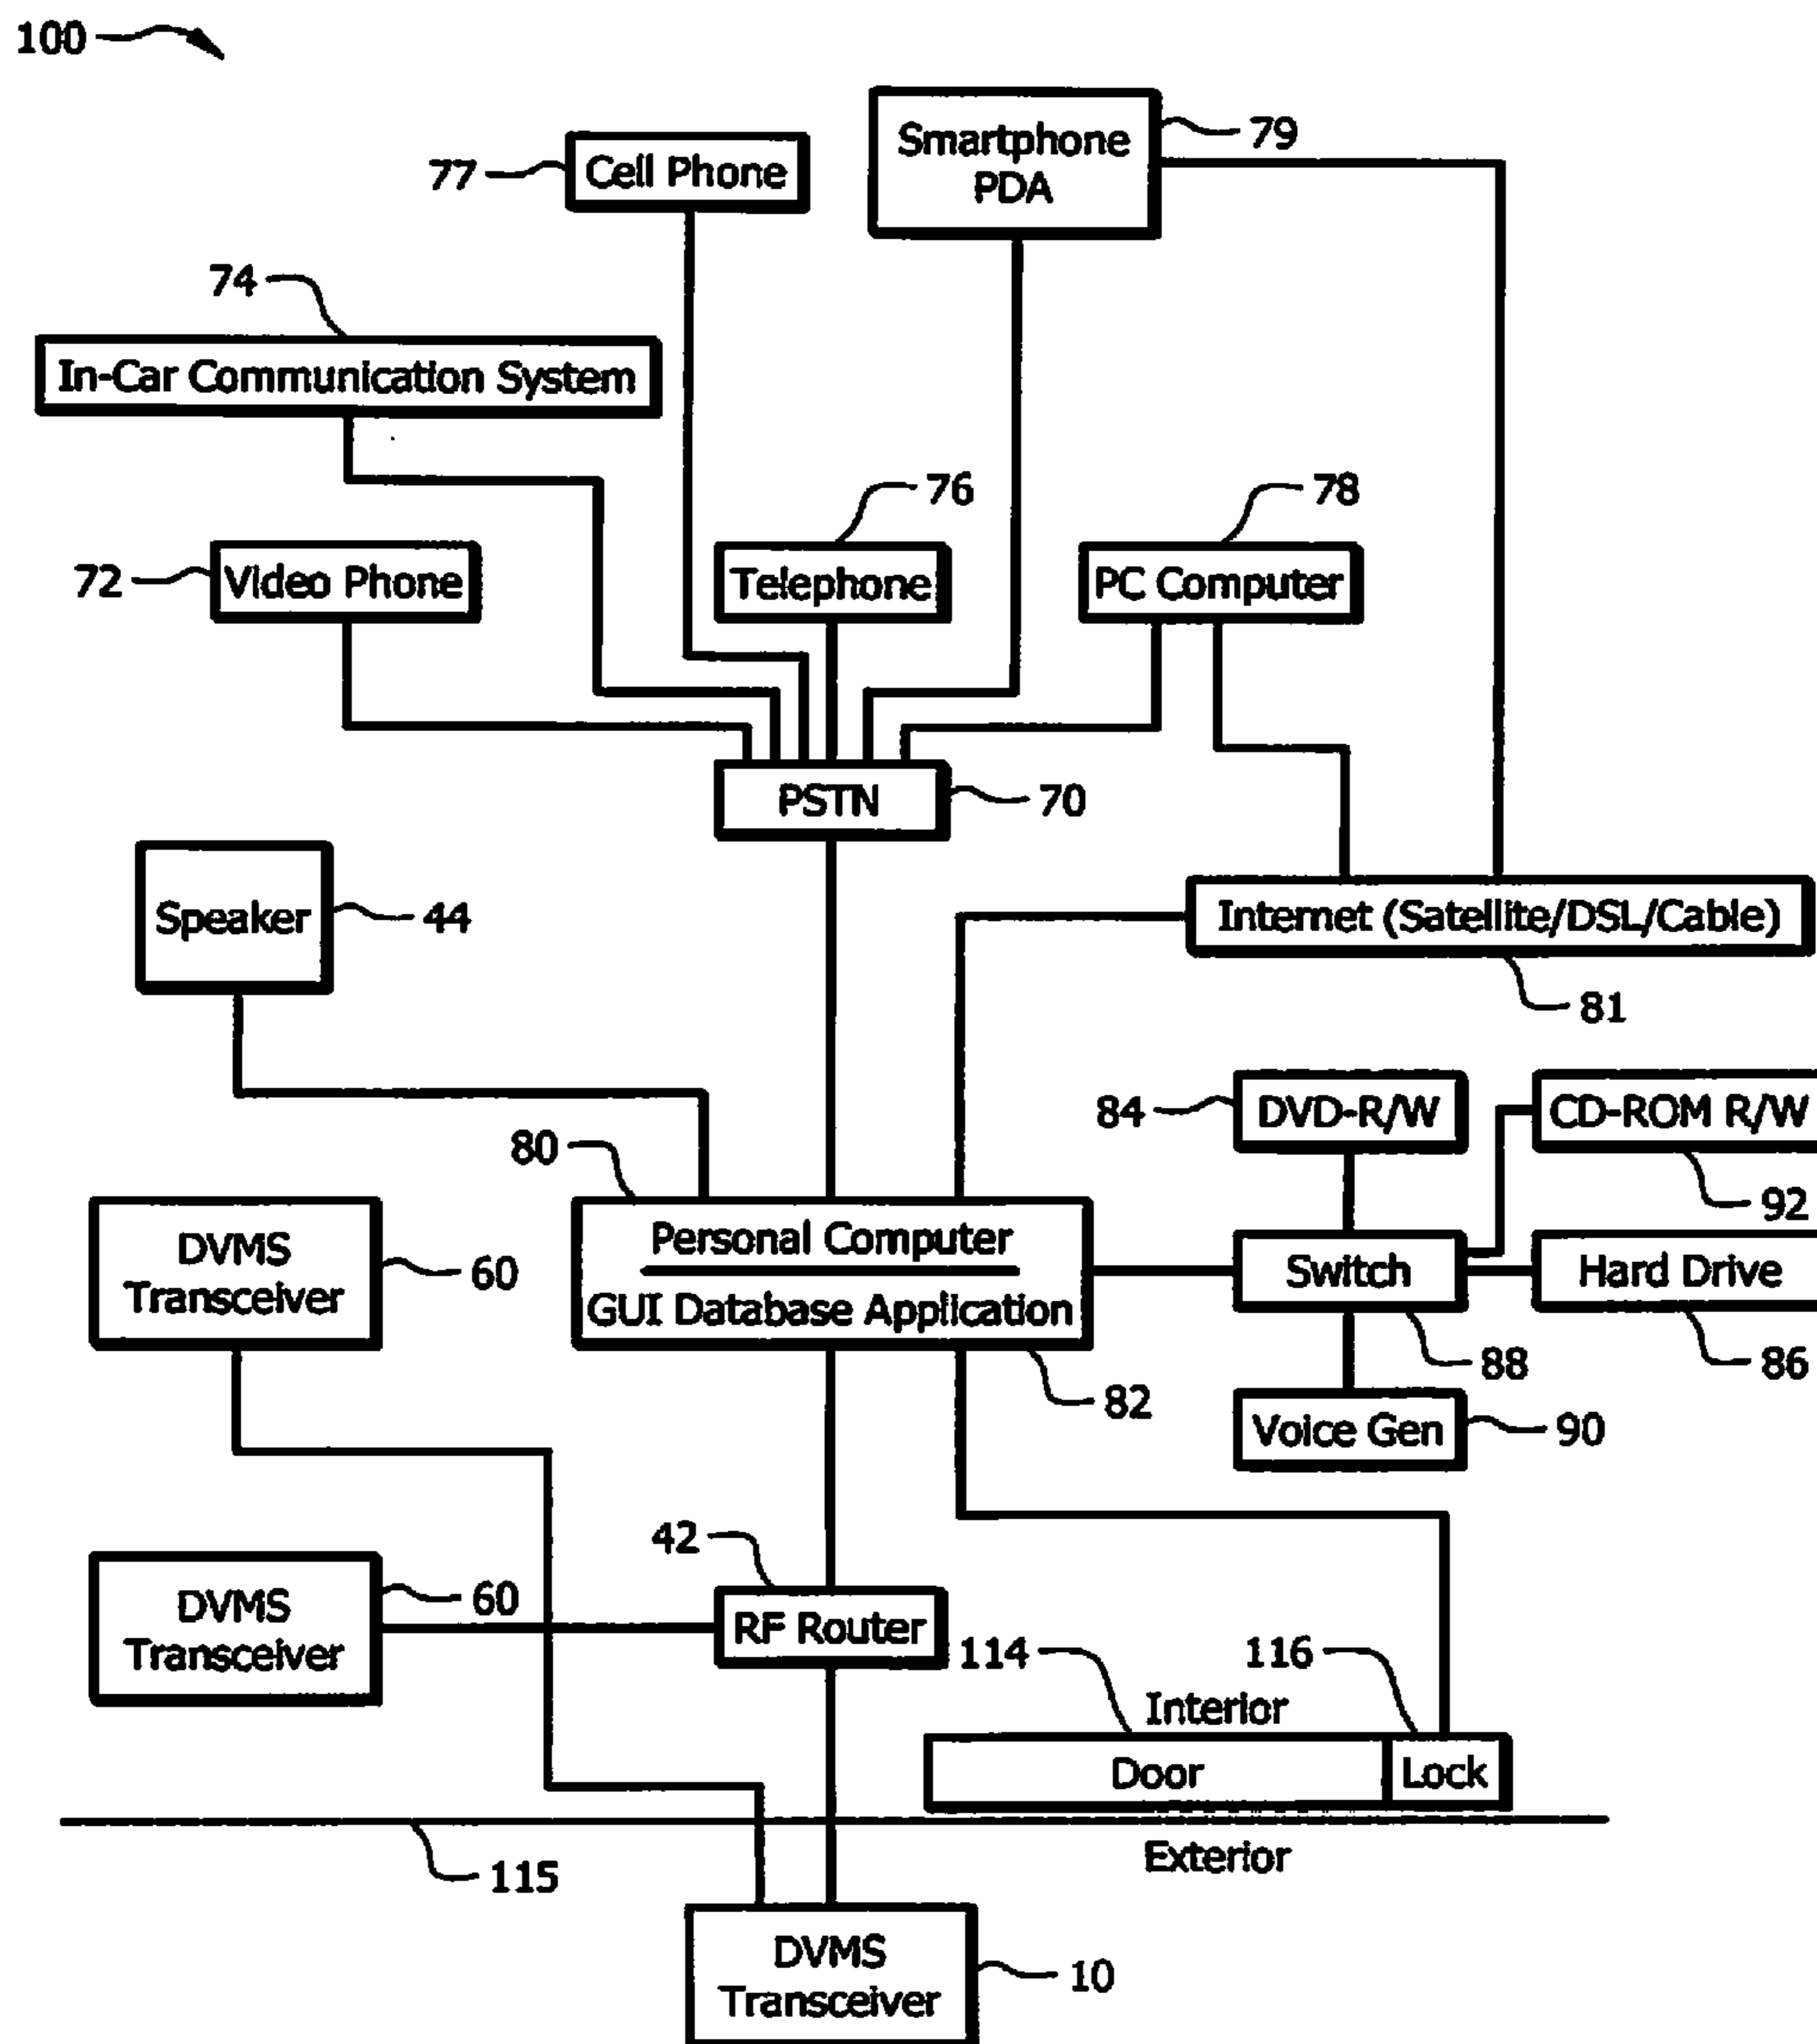 100
Smartphone
PDA
79
77
Cell Phone
74
In-Car Communication System
76
78
72
Video Phone
Telephone
PC Computer
PSTN
70
Speaker
44
Internet (Satellite/DSL/Cable)
81
84
DVD-R/W
CD-ROM R/W
92
80
DVMS
Transceiver
60
Personal Computer
GUI Database Application
82
Switch
88
Hard Drive
86
Voice Gen
90
42
DVMS
Transceiver
60
RF Router
114
116
Interior
Door
Lock
115
Exterior
DVMS
Transceiver
10